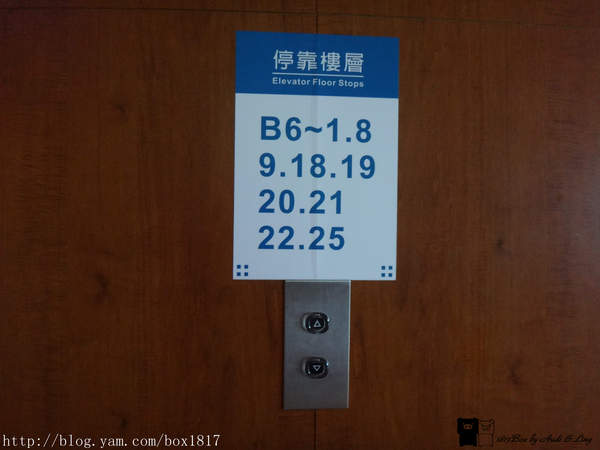 停靠樓層
Elevator Floor Stops
B6~1.8
9.18.19
20.21
22.25
http://blog.yam.com/box1817